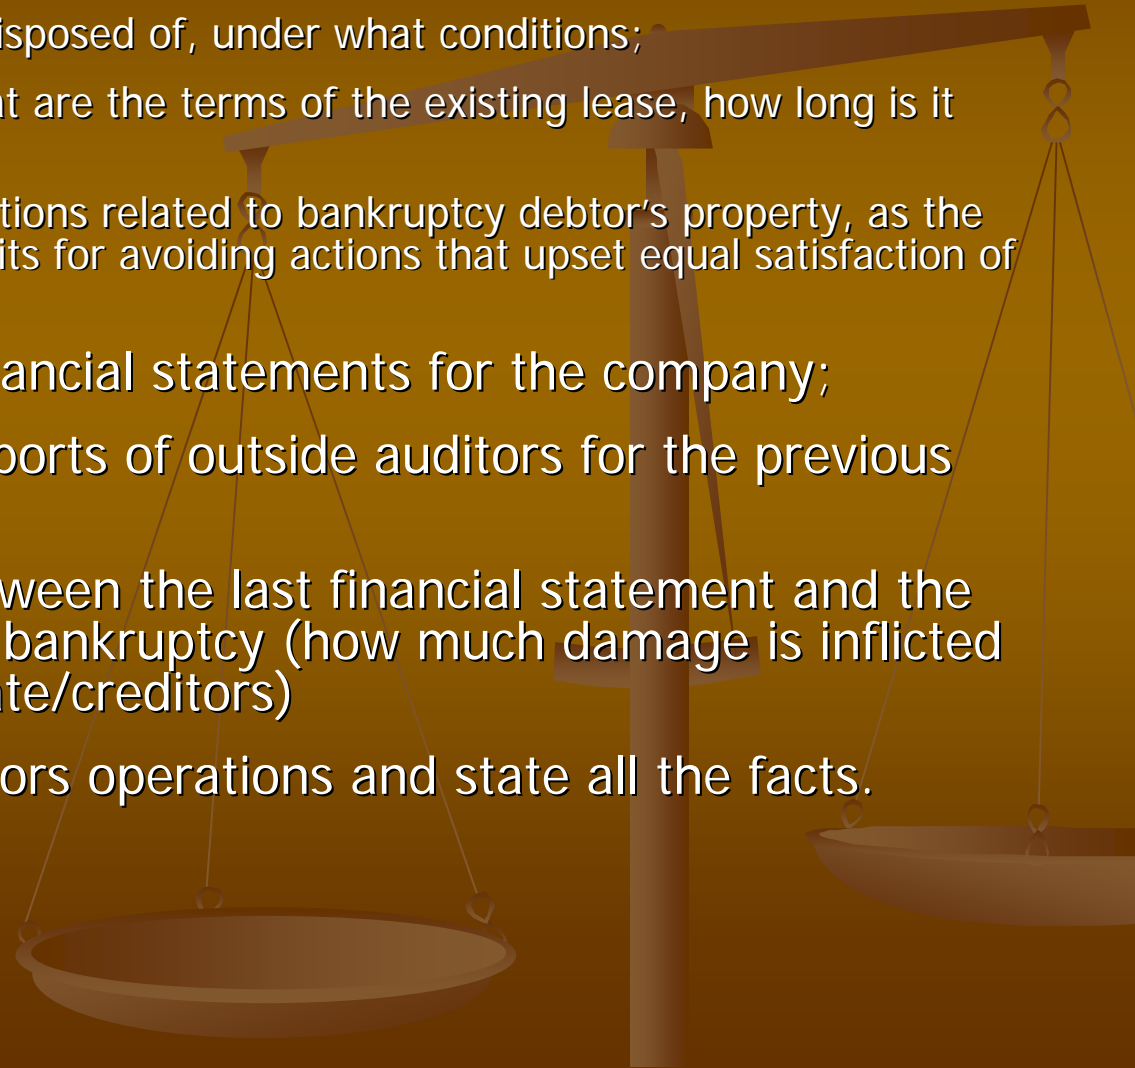 isposed of, under what conditions;
at are the terms of the existing lease, how long is it
tions related to bankruptcy debtor's property, as the
its for avoiding actions that upset equal satisfaction of
ancial statements for the company;
ports of outside auditors for the previous
ween the last financial statement and the
bankruptcy (how much damage is inflicted
ate/creditors)
ors operations and state all the facts.